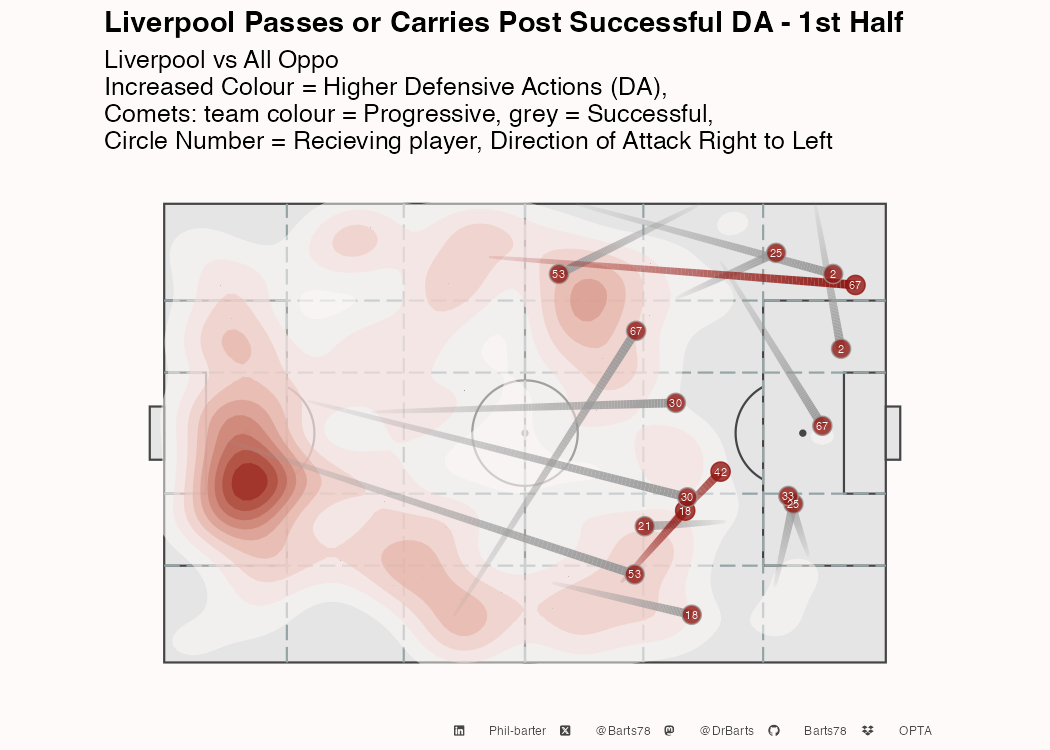 Liverpool Passes or Carries Post Successful DA - 1st Half
Liverpool vs All Oppo
Increased Colour = Higher Defensive Actions (DA),
Comets: team colour = Progressive, grey = Successful,
Circle Number = Recieving player, Direction of Attack Right to Left
25
53
2
67
67
2
30
67
42
30
33
25
18
21
53
18
Phil-barter @Barts78 @DrBarts Barts78 OPTA